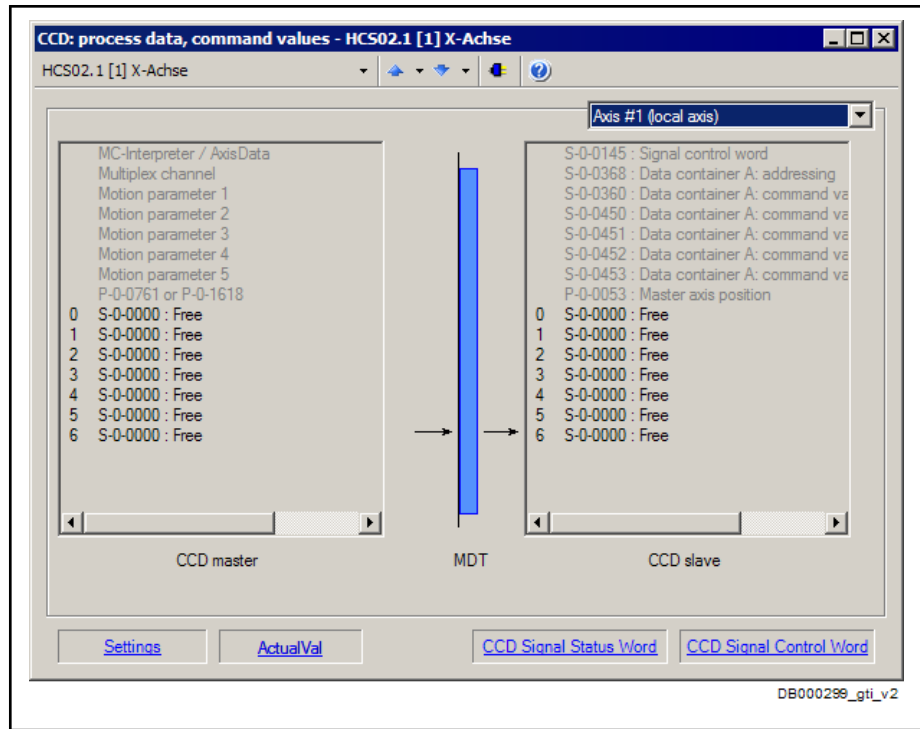 CCD: process data, command values - HCS02.1 [1] X-Achse
HCS02.1 [1] X-Achse
Axis #1 (local axis)
MC-Interpreter / AxisData
Multiplex channel
Motion parameter 1
Motion parameter 2
Motion parameter 3
Motion parameter 4
Motion parameter 5
P-0-0761 or P-0-1618
0 S-0-0000 : Free
1 S-0-0000 : Free
2 S-0-0000 : Free
3 S-0-0000 : Free
4 S-0-0000 : Free
5 S-0-0000 : Free
6 S-0-0000 : Free
CCD master
MDT
S-0-0145 : Signal control word
S-0-0368 : Data container A: addressing
S-0-0360 : Data container A: command va
S-0-0450 : Data container A: command va
S-0-0451 : Data container A: command va
S-0-0452 : Data container A: command va
S-0-0453 : Data container A: command va
P-0-0053 : Master axis position
0 S-0-0000 : Free
1 S-0-0000 : Free
2 S-0-0000 : Free
3 S-0-0000 : Free
4 S-0-0000 : Free
5 S-0-0000 : Free
6 S-0-0000 : Free
CCD slave
Settings
ActualVal
CCD Signal Status Word
CCD Signal Control Word
DB000299_gti_v2